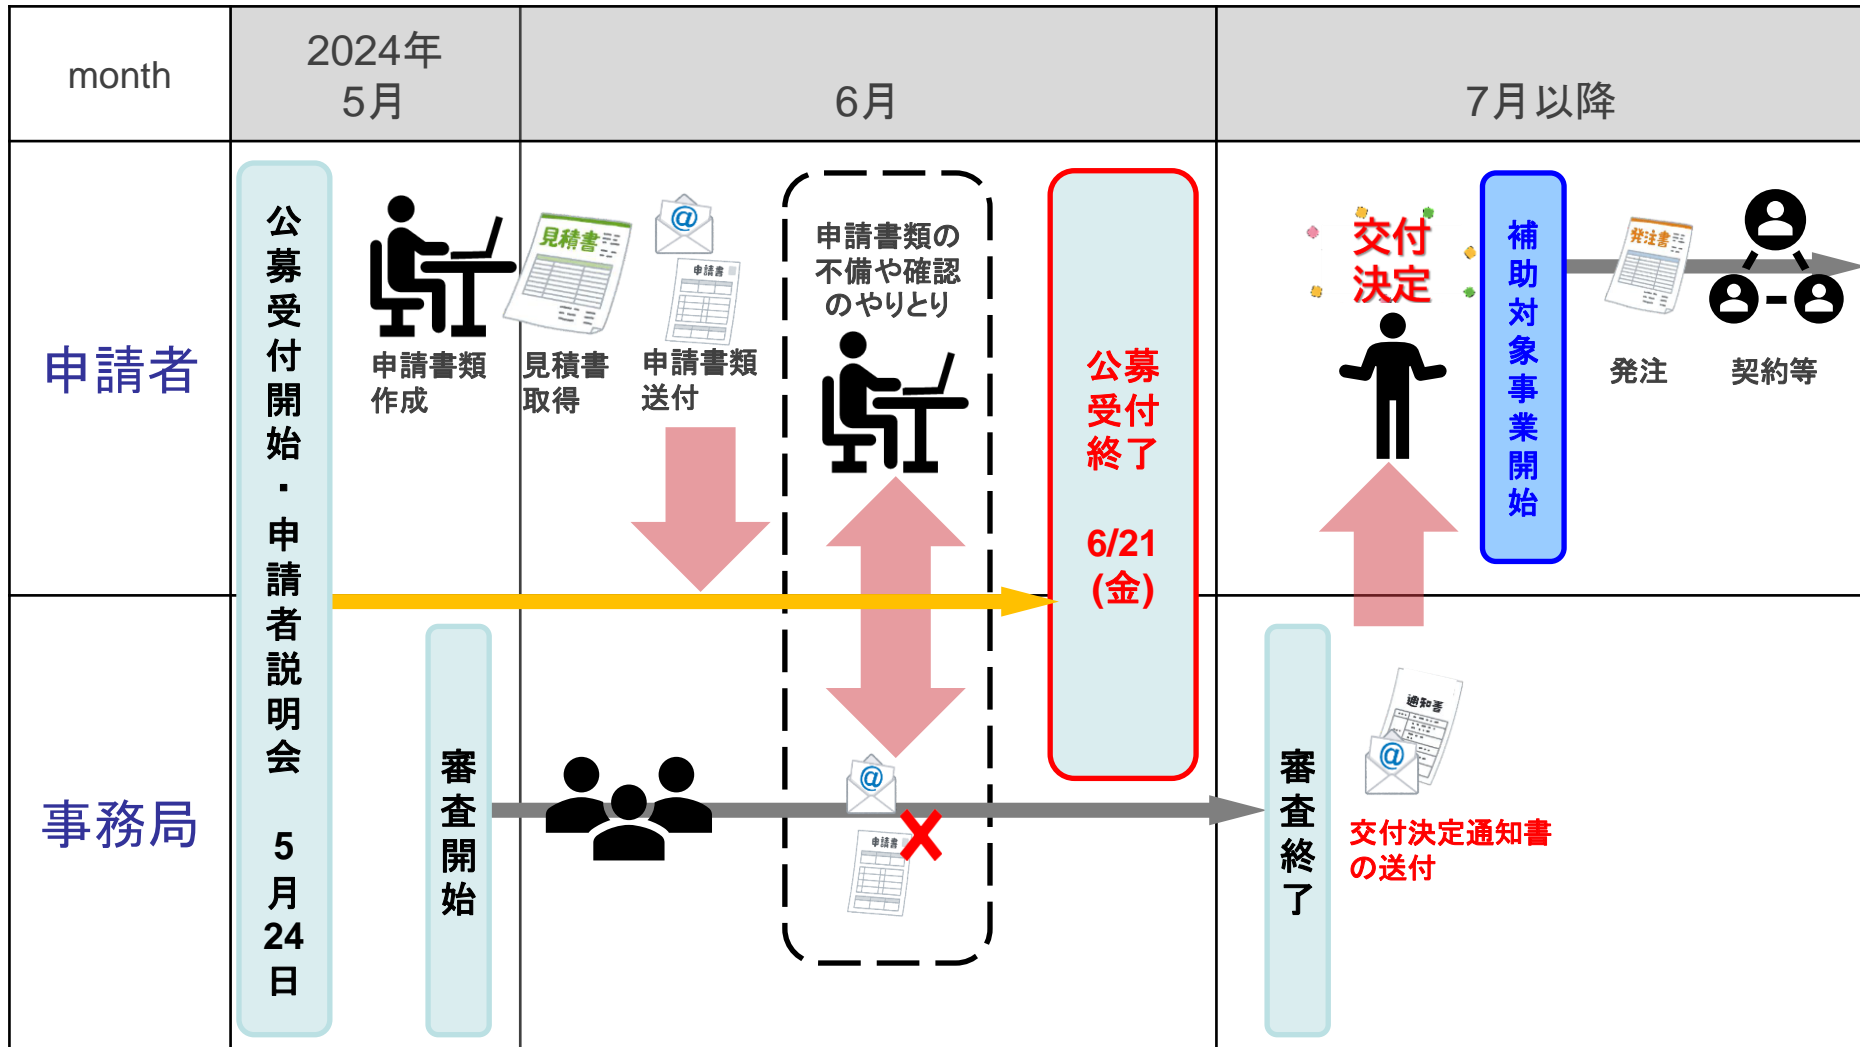 month
2024年
5月
6月
7月以降
申請者
公募受付開始・申請者説明会 5月24日
申請書類
作成
見積書
見積書
取得
申請書
申請書類
送付
申請書類の
不備や確認
のやりとり
公募
受付
終了
6/21
(金)
交付
決定
補助対象事業開始
発注書
発注
契約等
事務局
審査開始
申請書
審査終了
通知書
交付決定通知書
の送付